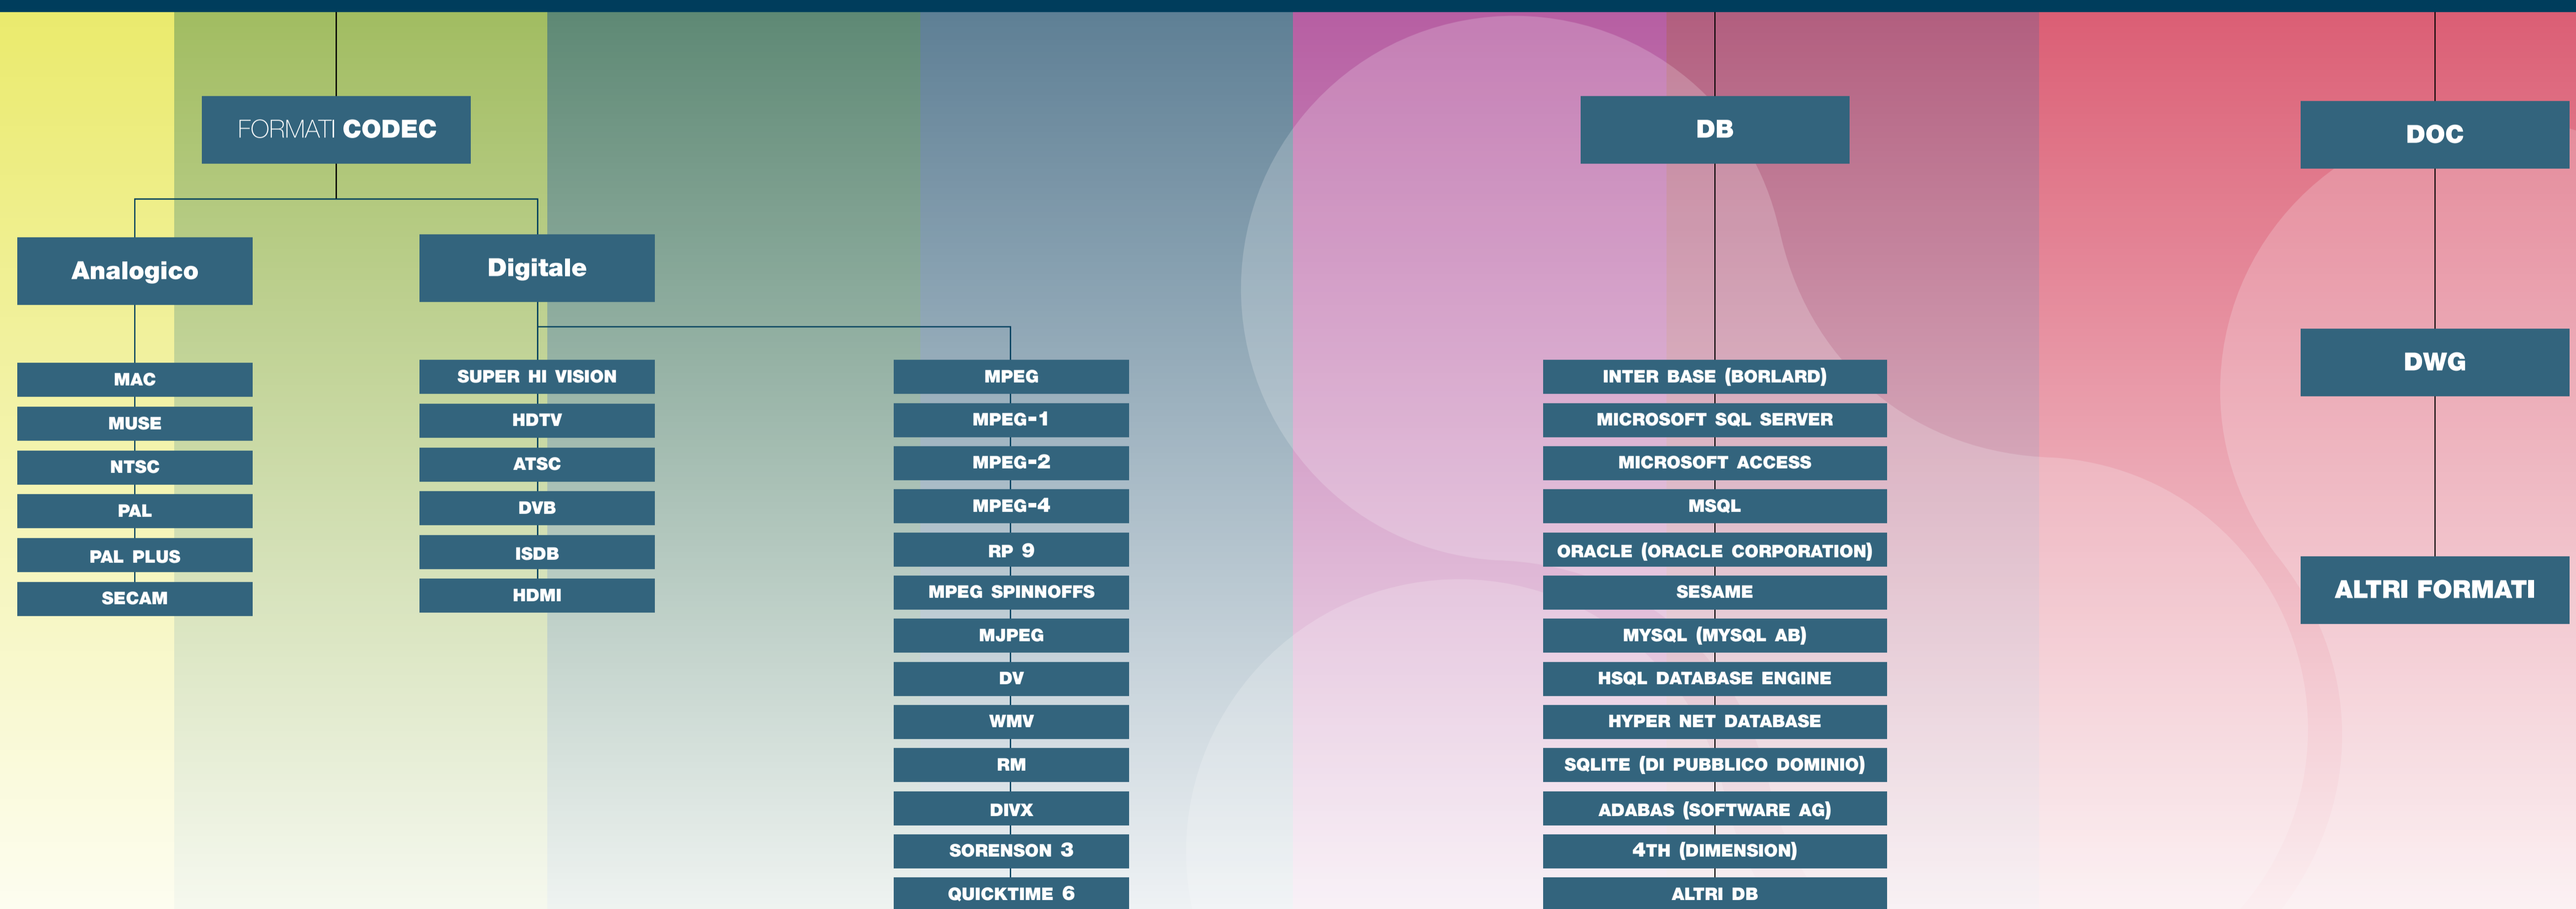 FORMATI CODEC
Analogico
MAC
MUSE
NTSC
PAL
PAL PLUS
SECAM
Digitale
SUPER HI VISION
HDTV
ATSC
DVB
ISDB
HDMI
MPEG
MPEG-1
MPEG-2
MPEG-4
RP 9
MPEG SPINNOFFS
MJPEG
DV
WMV
RM
DIVX
SORENSON 3
QUICKTIME 6
DB
INTER BASE (BORLARD)
MICROSOFT SQL SERVER
MICROSOFT ACCESS
MSQL
ORACLE (ORACLE CORPORATION)
SESAME
MYSQL (MYSQL AB)
HSQL DATABASE ENGINE
HYPER NET DATABASE
SQLITE (DI PUBBLICO DOMINIO)
ADABAS (SOFTWARE AG)
4TH (DIMENSION)
ALTRI DB
DOC
DWG
ALTRI FORMATI